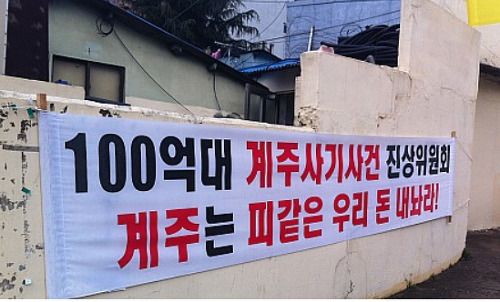 100억대 계주사기사건 진상위원회
계주는 피같은 우리 돈 내놔라!